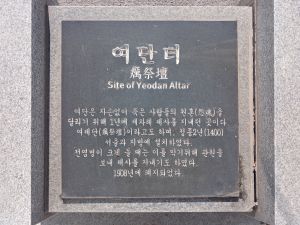 여단터
厲祭壇
Site of Yeodan Altar
여단은 자손없이 죽은 사람들의 원혼(怨魂)을
달래기 위해 1년에 세차례 제사를 지내던 곳이다.
여제단(厲祭壇)이라고도 하며, 정종2년(1400)
서울과 지방에 설치하였다.
전염병이 크게 돌 때는 이를 막기위해 관원을
보내 제사를 지내기도 하였다.
1908년에 폐지되었다.